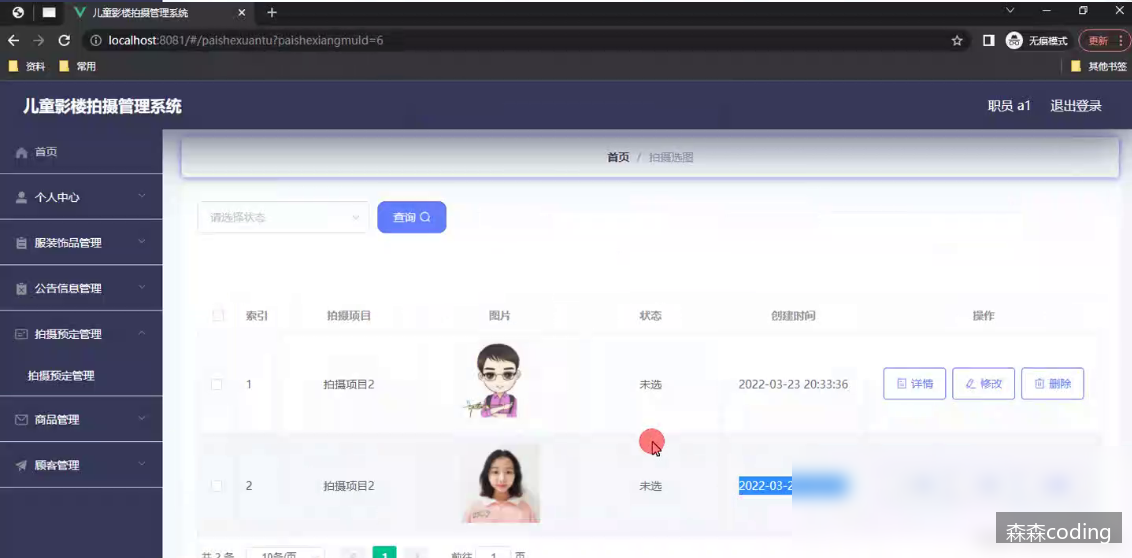 儿童影楼拍摄管理系统
localhost:8081/#/paishexuantu?paishexiangmuId=6
无痕模式
更新
资料
常用
其他书签
儿童影楼拍摄管理系统
职员 a1
退出登录
首页
个人中心
服装饰品管理
公告信息管理
拍摄预定管理
拍摄预定管理
商品管理
顾客管理
首页 / 拍摄选图
请选择状态
查询
索引 拍摄项目 图片 状态 创建时间 操作
1 拍摄项目2 未选 2022-03-23 20:33:36 详情 修改 删除
2 拍摄项目2 未选 2022-03-2
共 2 条 10条/页 1 前往 1 页
森森coding